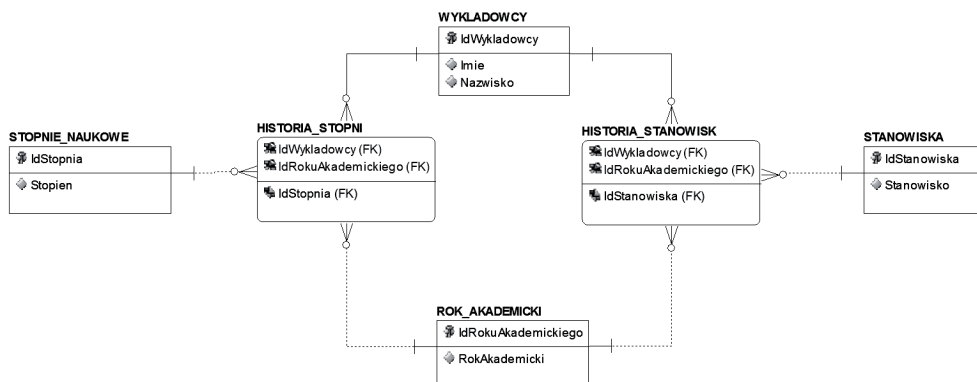 WYKLADOWCY
IdWykladowcy
Imie
Nazwisko
STOPNIE_NAUKOWE
IdStopnia
Stopien
HISTORIA_STOPNI
IdWykladowcy (FK)
IdRokuAkademickiego (FK)
IdStopnia (FK)
HISTORIA_STANOWISK
IdWykladowcy (FK)
IdRokuAkademickiego (FK)
IdStanowiska (FK)
STANOWISKA
IdStanowiska
Stanowisko
ROK_AKADEMICKI
IdRokuAkademickiego
RokAkademicki